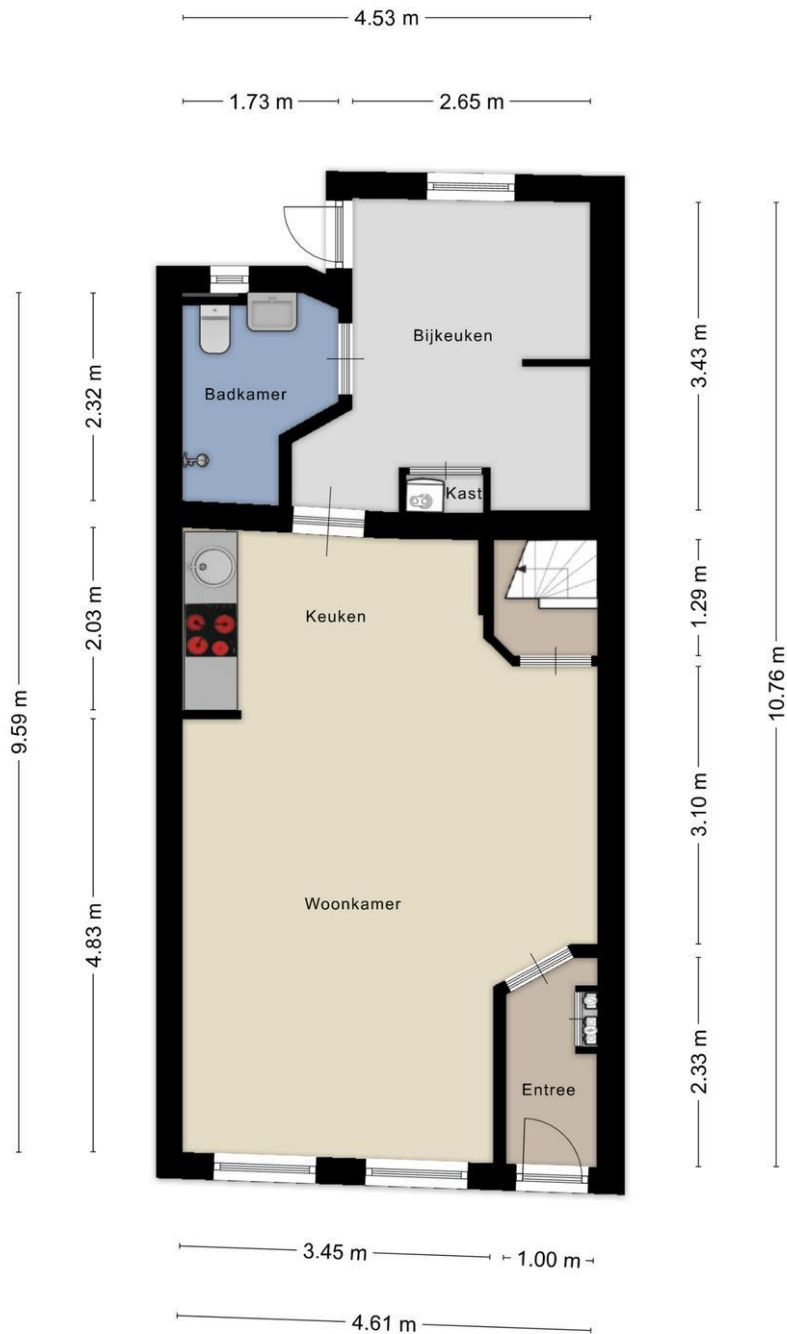 4.53 m
1.73 m
2.65 m
Bijkeuken
3.43 m
2.32 m
Badkamer
Kast
1.29 m
2.03 m
Keuken
10.76 m
9.59 m
3.10 m
Woonkamer
4.83 m
2.33 m
Entree
3.45 m
1.00 m
4.61 m